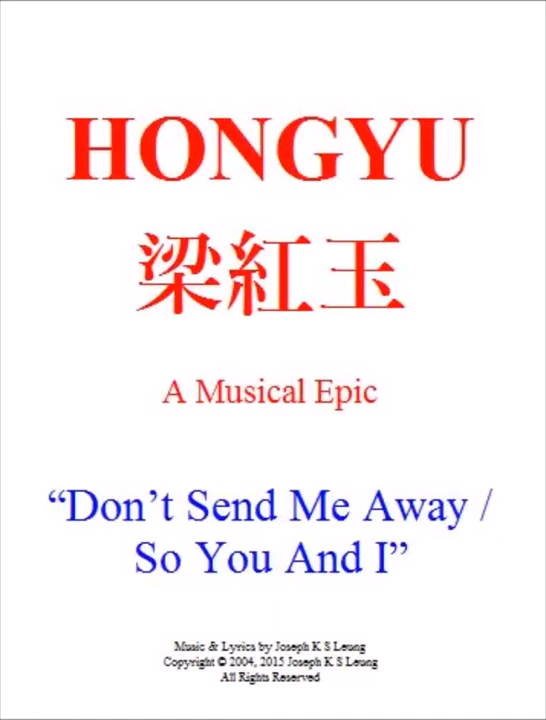 HONGYU
梁紅玉
A Musical Epic
“Don’t Send Me Away /
So You And I”
Music & Lyrics by Joseph K S Leung
Copyright © 2004, 2015 Joseph K S Leung
All Rights Reserved